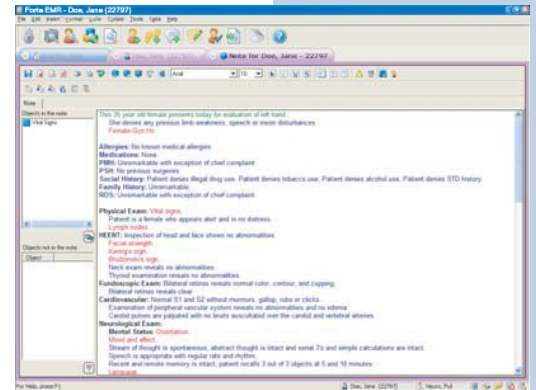 Forte EMR - Doe, Jane (22797)
File Edit Insert Format Tools Table Help
Note for Doe, Jane - 22797
Arial
10
Note
Objects in the note
Vital Signs
Objects not in the note
Object
This 35 year old female presents today for evaluation of left hand
She denies any previous limb weakness, speech or vision disturbances
Female Gyn Hx
Allergies: No known medical allergies
Medications: None
PMH: Unremarkable with exception of chief complaint
PSH: No previous surgeries
Social History: Patient denies illegal drug use. Patient denies tobacco use. Patient denies alcohol use. Patient denies STD history.
Family History: Unremarkable
ROS: Unremarkable with exception of chief complaint
Physical Exam: Vital signs
Patient is a female who appears alert and in no distress
Lymph nodes
HEENT: Inspection of head and face shows no abnormalities
Facial strength
Kernig's sign
Brudzinski's sign
Neck exam reveals no abnormalities
Thyroid examination reveals no abnormalities
Fundoscopic Exam: Bilateral retinas reveals normal color, contour, and cupping.
Bilateral retinas reveals clear
Cardiovascular: Normal S1 and S2 without murmurs, gallop, rubs or clicks
Examination of peripheral vascular system reveals no abnormalities and no edema
Carotid pulses are palpated with no bruits auscultated over the carotid and vertebral arteries
Neurological Exam:
Mental Status: Orientation
Mood and affect
Stream of thought is spontaneous, abstract thought is intact and serial 7's and simple calculations are intact
Speech is appropriate with regular rate and rhythm
Recent and remote memory is intact, patient recalls 3 out of 3 objects at 5 and 10 minutes
Language
For Help, press F1
Doe, Jane (22797)